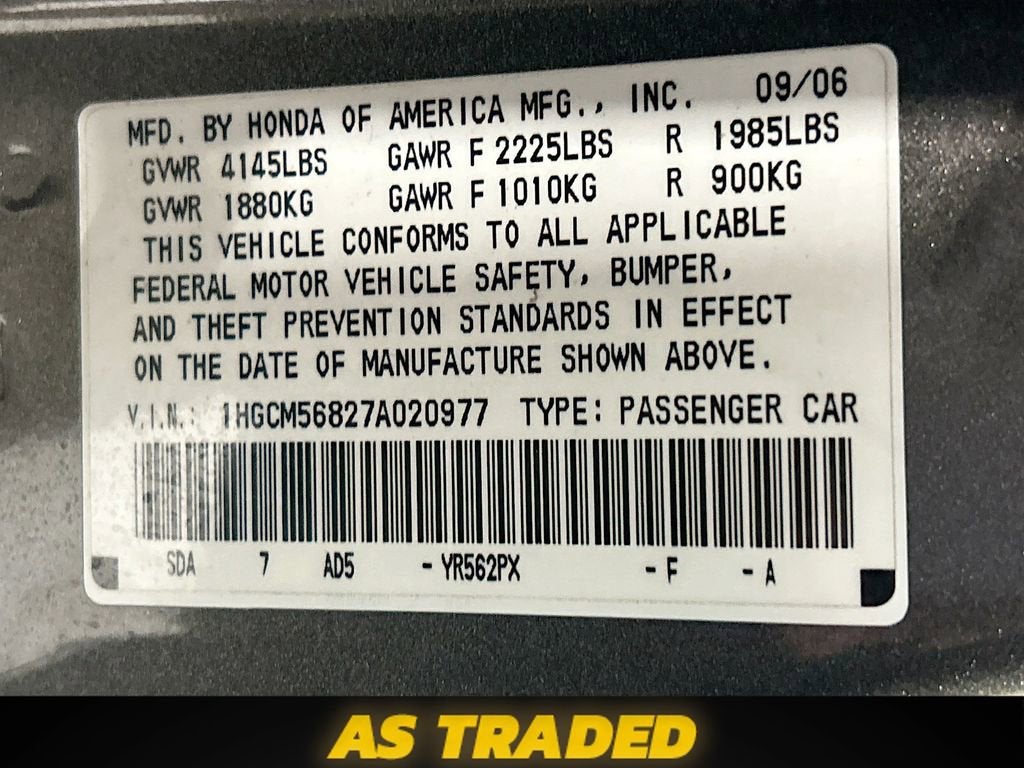 MFD. BY HONDA OF AMERICA MFG., INC. 09/06
GVWR 4145LBS GAWR F 2225LBS R 1985LBS
GVWR 1880KG GAWR F 1010KG R 900KG
THIS VEHICLE CONFORMS TO ALL APPLICABLE
FEDERAL MOTOR VEHICLE SAFETY, BUMPER,
AND THEFT PREVENTION STANDARDS IN EFFECT
ON THE DATE OF MANUFACTURE SHOWN ABOVE.
V.I.N.: 1HGCM56827A020977 TYPE: PASSENGER CAR
SDA 7 AD5 -YR562PX -F -A
AS TRADED